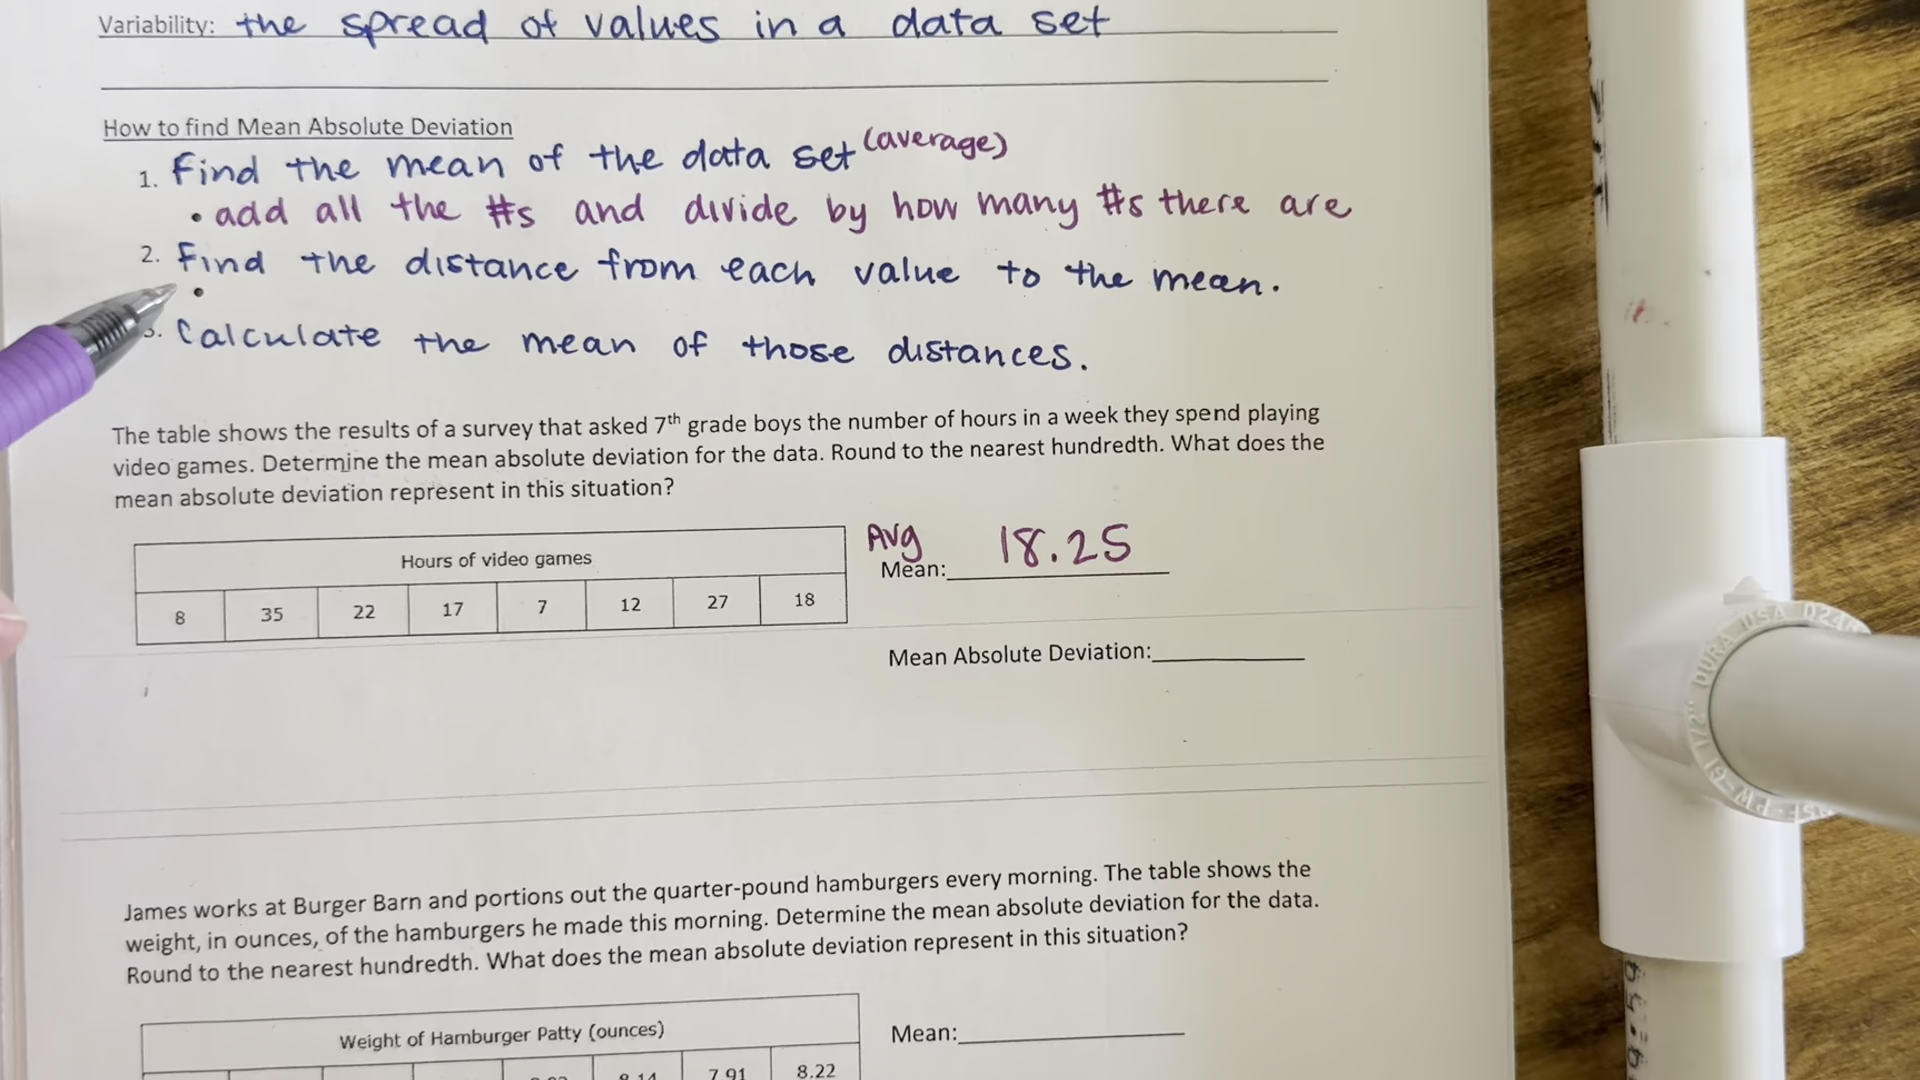 Variability: the spread of values in a data set
How to find Mean Absolute Deviation
1. Find the mean of the data set (average)
• add all the #s and divide by how many #s there are
2. Find the distance from each value to the mean.
•
3. Calculate the mean of those distances.
The table shows the results of a survey that asked 7th grade boys the number of hours in a week they spend playing
video games. Determine the mean absolute deviation for the data. Round to the nearest hundredth. What does the
mean absolute deviation represent in this situation?
Hours of video games
8 35 22 17 7 12 27 18
Avg
Mean: 18.25
Mean Absolute Deviation:
James works at Burger Barn and portions out the quarter-pound hamburgers every morning. The table shows the
weight, in ounces, of the hamburgers he made this morning. Determine the mean absolute deviation for the data.
Round to the nearest hundredth. What does the mean absolute deviation represent in this situation?
Weight of Hamburger Patty (ounces)
8.14 7.91 8.22
Mean:
DURA USA D246
1/2"